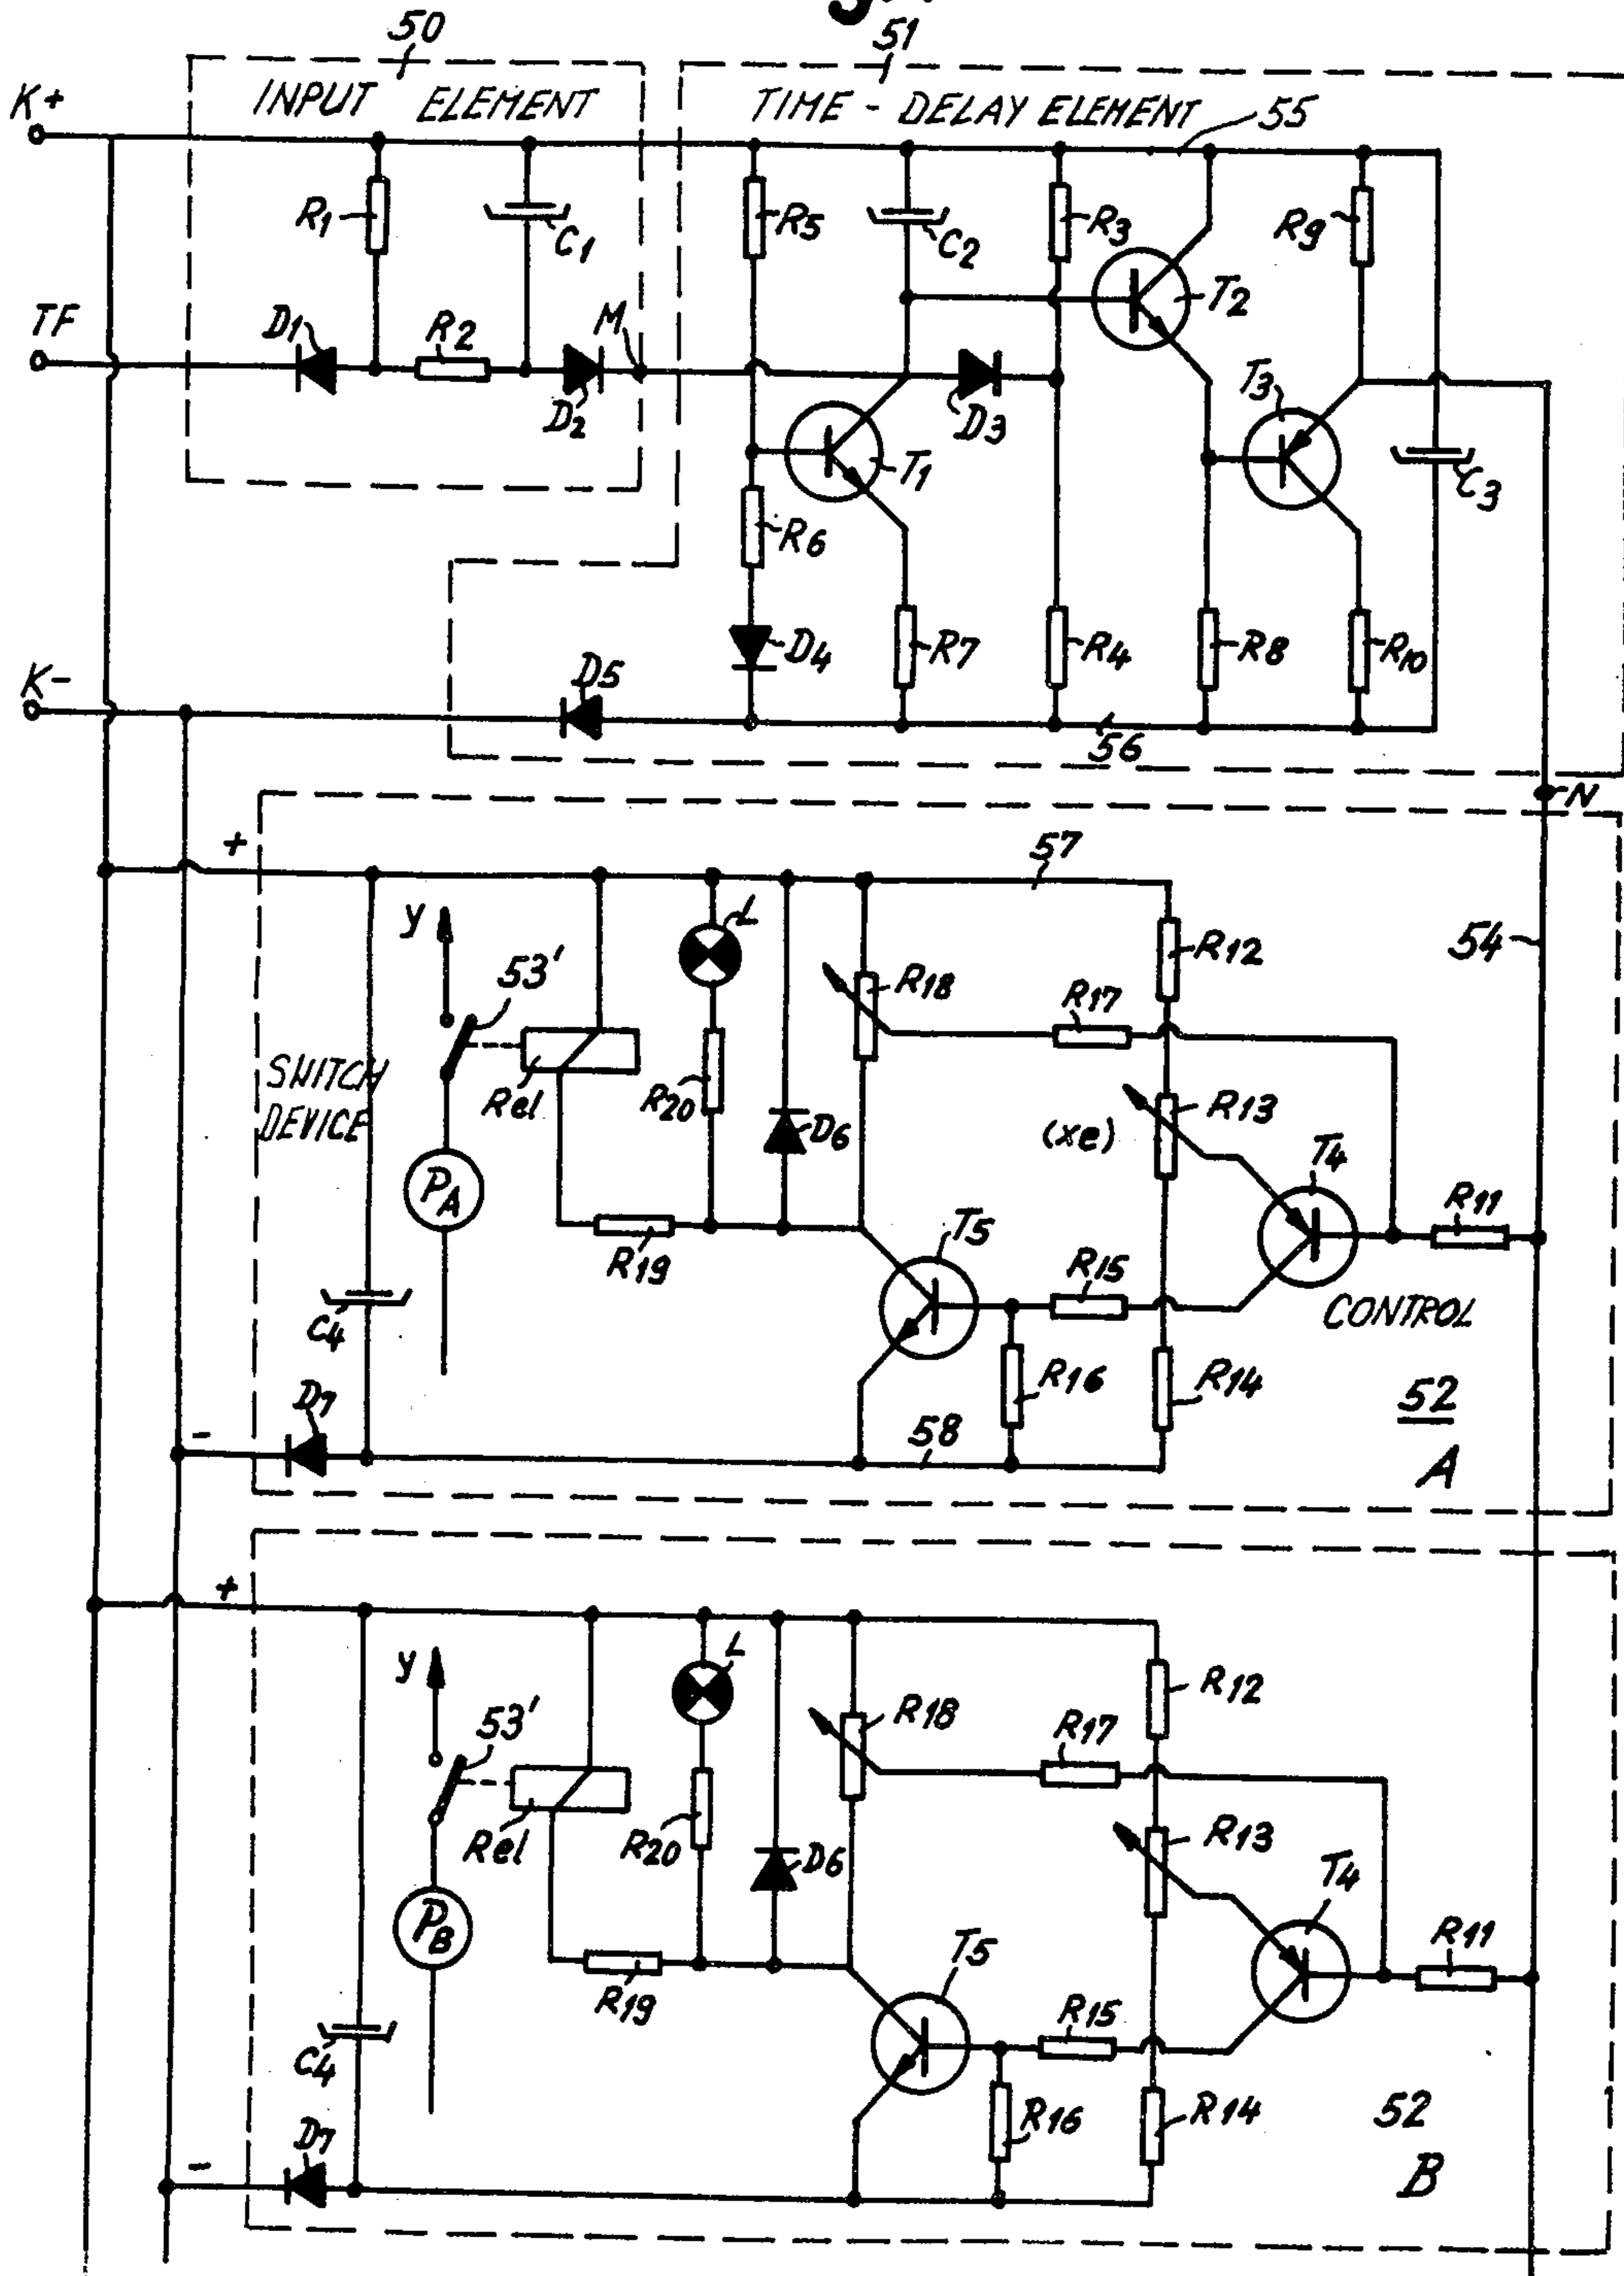 50
51
INPUT ELEMENT
TIME - DELAY ELEMENT
55
K+
R1
C1
R5
C2
R3
T2
R9
TF
D1
R2
D2
M
D3
T3
T1
C3
R6
D4
R7
R4
R8
R10
K-
D5
56
N
+
57
54
y
53'
L
R18
R17
R12
SWITCH
DEVICE
Rel
R20
D6
(xe)
R13
T4
PA
R19
T5
R15
R11
C4
CONTROL
R16
R14
52
D7
-
58
A
+
y
53'
L
R18
R17
R12
Rel
R20
D6
R13
T4
PB
R19
T5
R15
R11
C4
R16
R14
52
D7
-
B